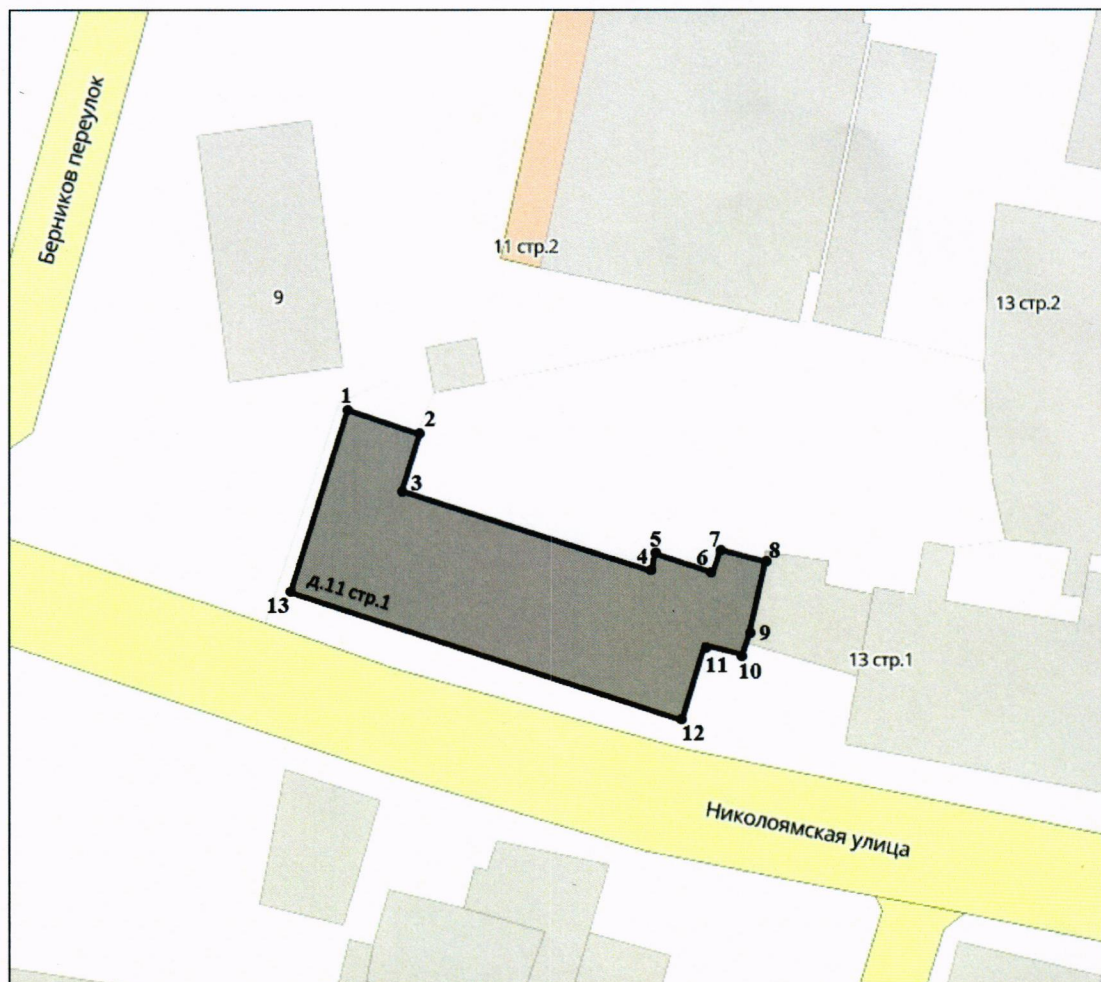 Берников переулок
11 стр.2
9
13 стр.2
1
2
3
4
5
6
7
8
9
10
11
12
13
д.11 стр.1
13 стр.1
Николоямская улица